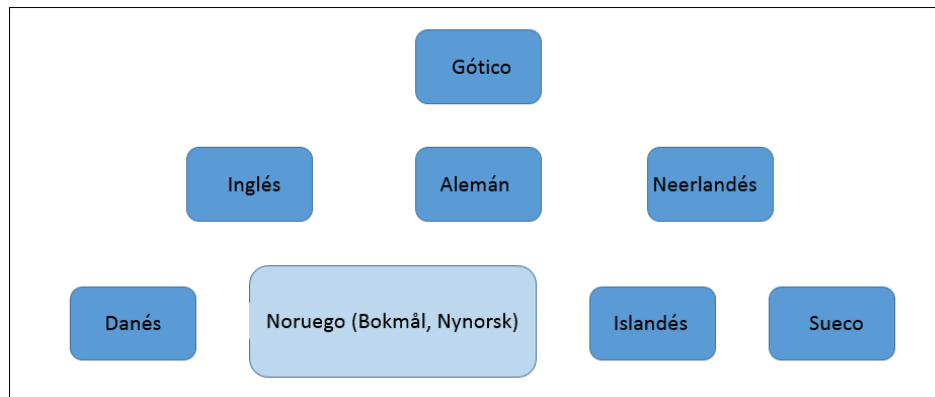 Gótico
Inglés
Alemán
Neerlandés
Danés
Noruego (Bokmål, Nynorsk)
Islandés
Sueco